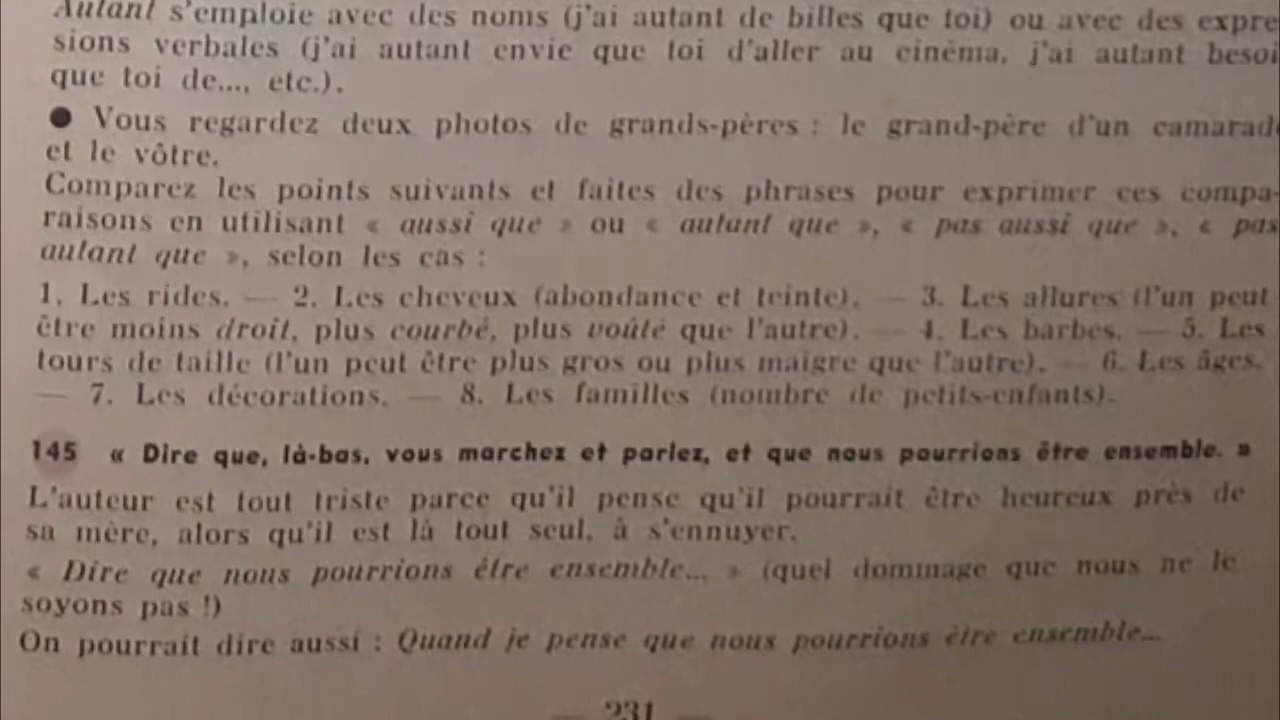 Autant s'emploie avec des noms (j'ai autant de billes que toi) ou avec des expre
sions verbales (j'ai autant envie que toi d'aller au cinéma, j'ai autant besoi
que toi de..., etc.).
● Vous regardez deux photos de grands-pères : le grand-père d'un camarade
et le vôtre.
Comparez les points suivants et faites des phrases pour exprimer ces compa-
raisons en utilisant « aussi que » ou « autant que », « pas aussi que », « pas
autant que », selon les cas :
1. Les rides. — 2. Les cheveux (abondance et teinte). — 3. Les allures (l'un peut
être moins droit, plus courbé, plus voûté que l'autre). — 4. Les barbes. — 5. Les
tours de taille (l'un peut être plus gros ou plus maigre que l'autre). — 6. Les âges.
— 7. Les décorations. — 8. Les familles (nombre de petits-enfants).
145 « Dire que, là-bas, vous marchez et parlez, et que nous pourrions être ensemble. »
L'auteur est tout triste parce qu'il pense qu'il pourrait être heureux près de
sa mère, alors qu'il est là tout seul, à s'ennuyer.
« Dire que nous pourrions être ensemble... » (quel dommage que nous ne le
soyons pas !)
On pourrait dire aussi : Quand je pense que nous pourrions être ensemble...
— 231 —